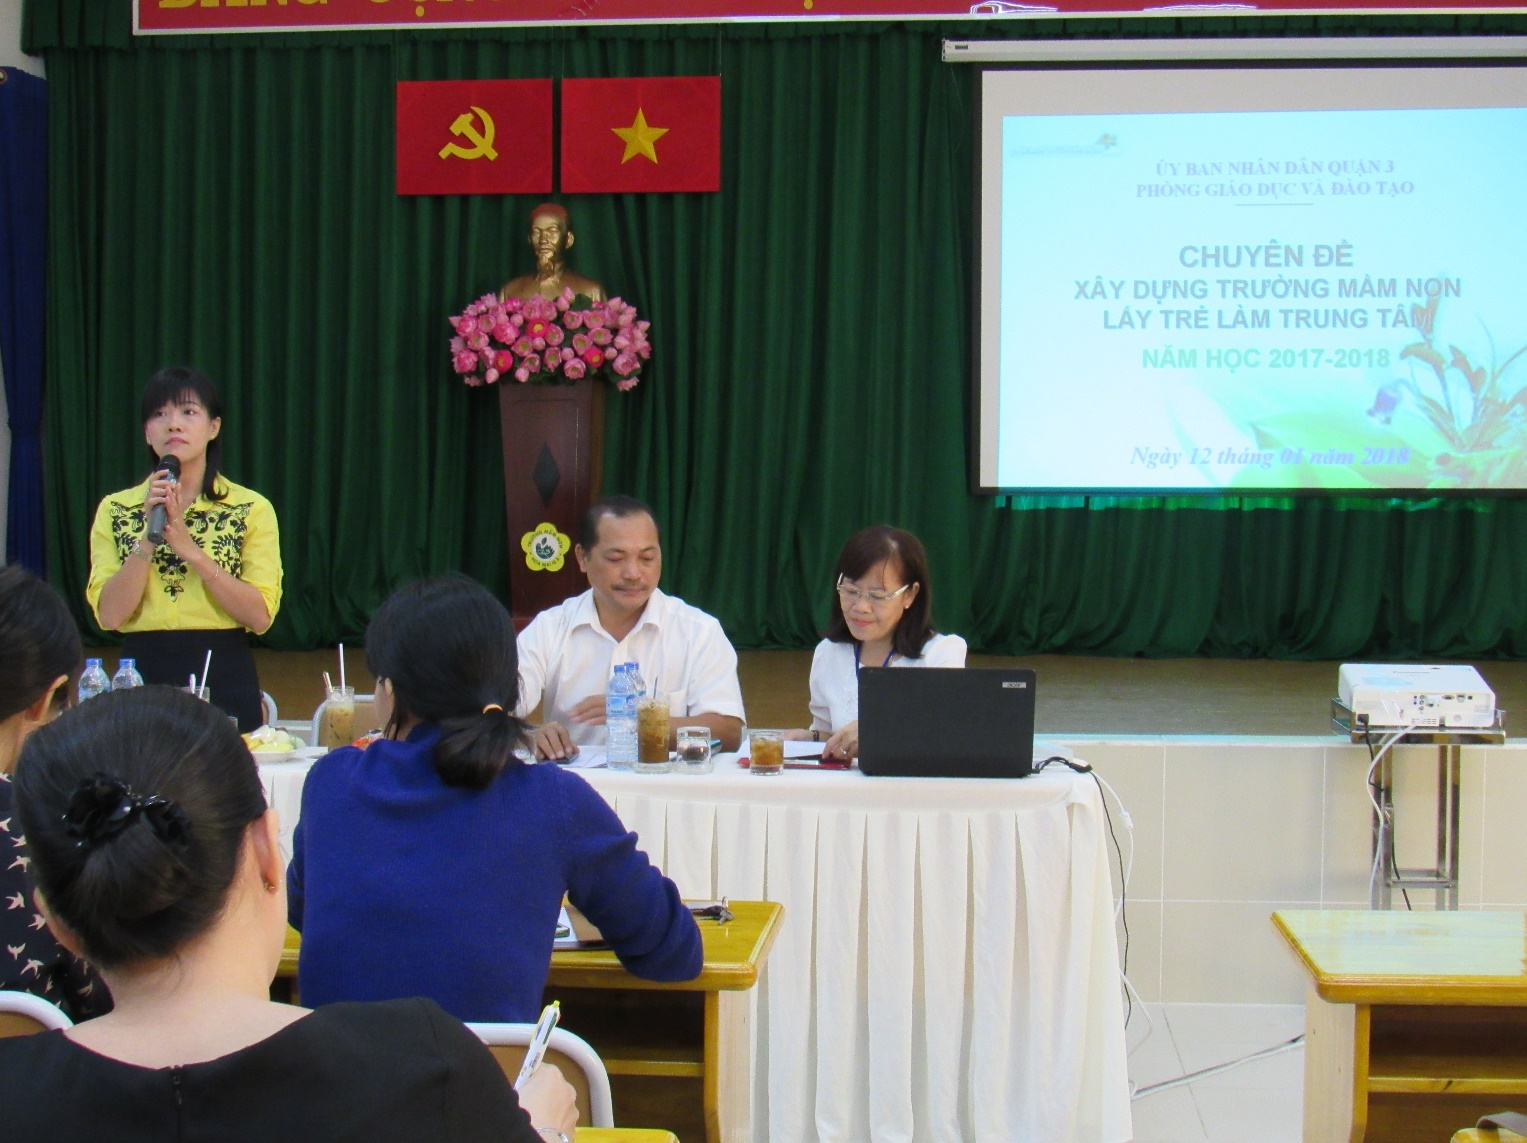 ỦY BAN NHÂN DÂN QUẬN 3
PHÒNG GIÁO DỤC VÀ ĐÀO TẠO
CHUYÊN ĐỀ
XÂY DỰNG TRƯỜNG MẦM NON
LẤY TRẺ LÀM TRUNG TÂM
NĂM HỌC 2017-2018
Ngày 12 tháng 01 năm 2018
acer